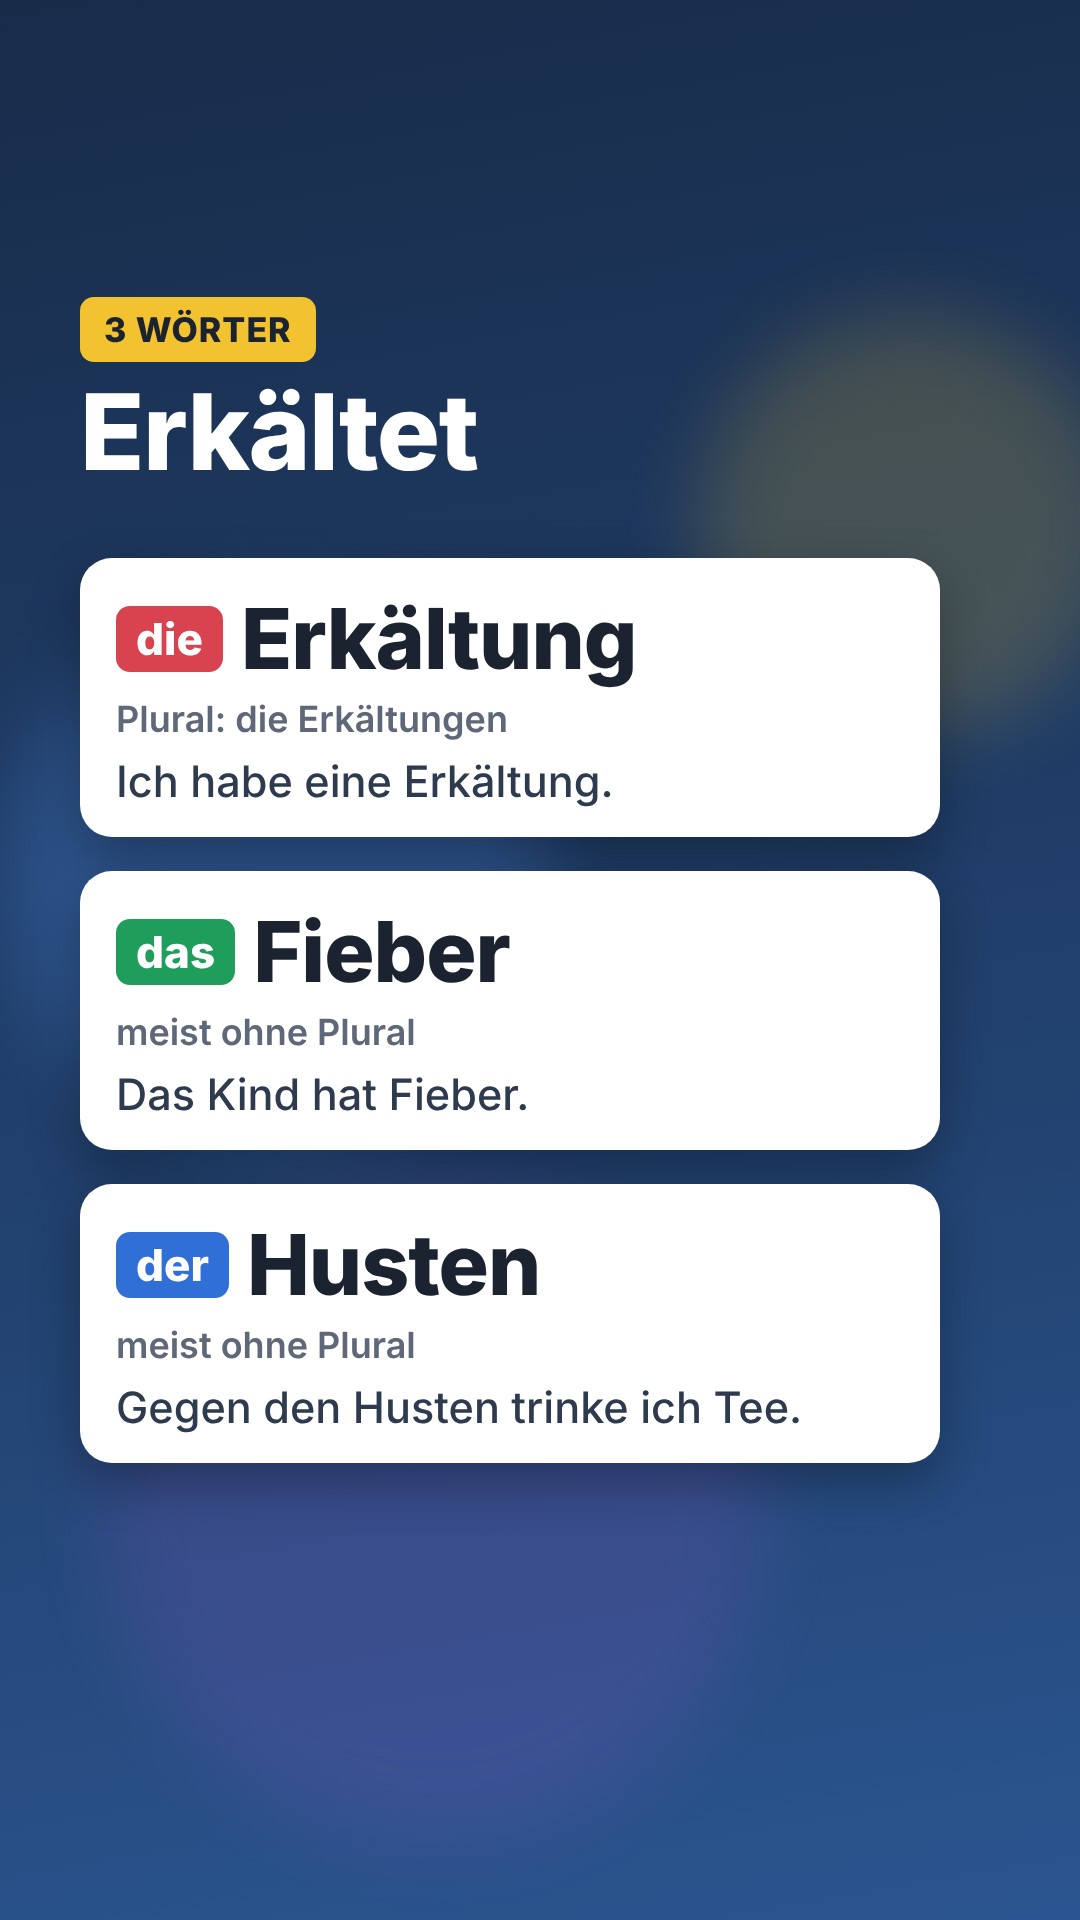 3 WÖRTER
Erkältet
die Erkältung
Plural: die Erkältungen
Ich habe eine Erkältung.
das Fieber
meist ohne Plural
Das Kind hat Fieber.
der Husten
meist ohne Plural
Gegen den Husten trinke ich Tee.